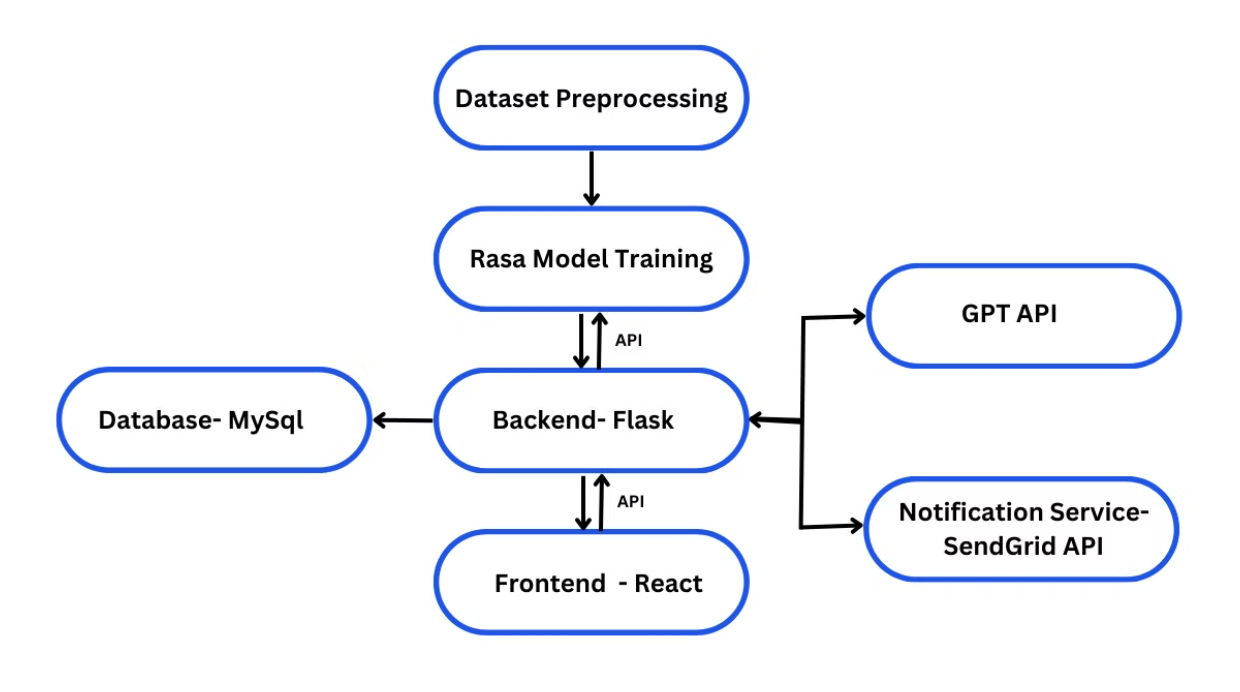 Dataset Preprocessing
Rasa Model Training
GPT API
API
Database- MySql
Backend- Flask
API
Notification Service-
SendGrid API
Frontend - React